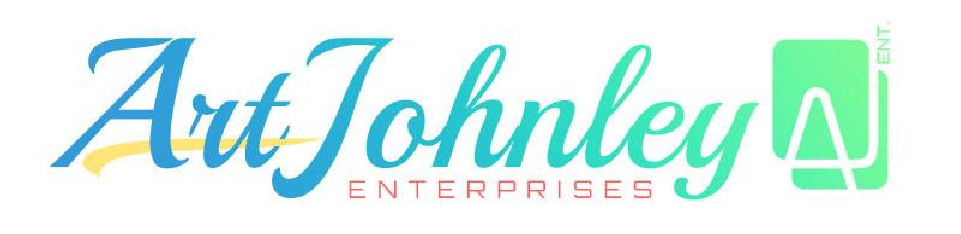 ArtJohnley
ENTERPRISES
AJ
ENT.